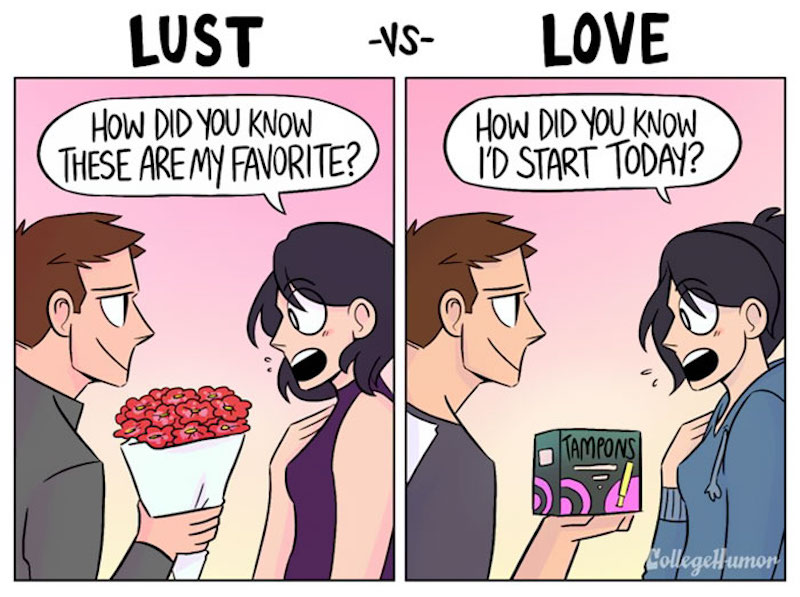 LUST -VS- LOVE
HOW DID YOU KNOW
THESE ARE MY FAVORITE?
HOW DID YOU KNOW
I'D START TODAY?
TAMPONS
CollegeHumor